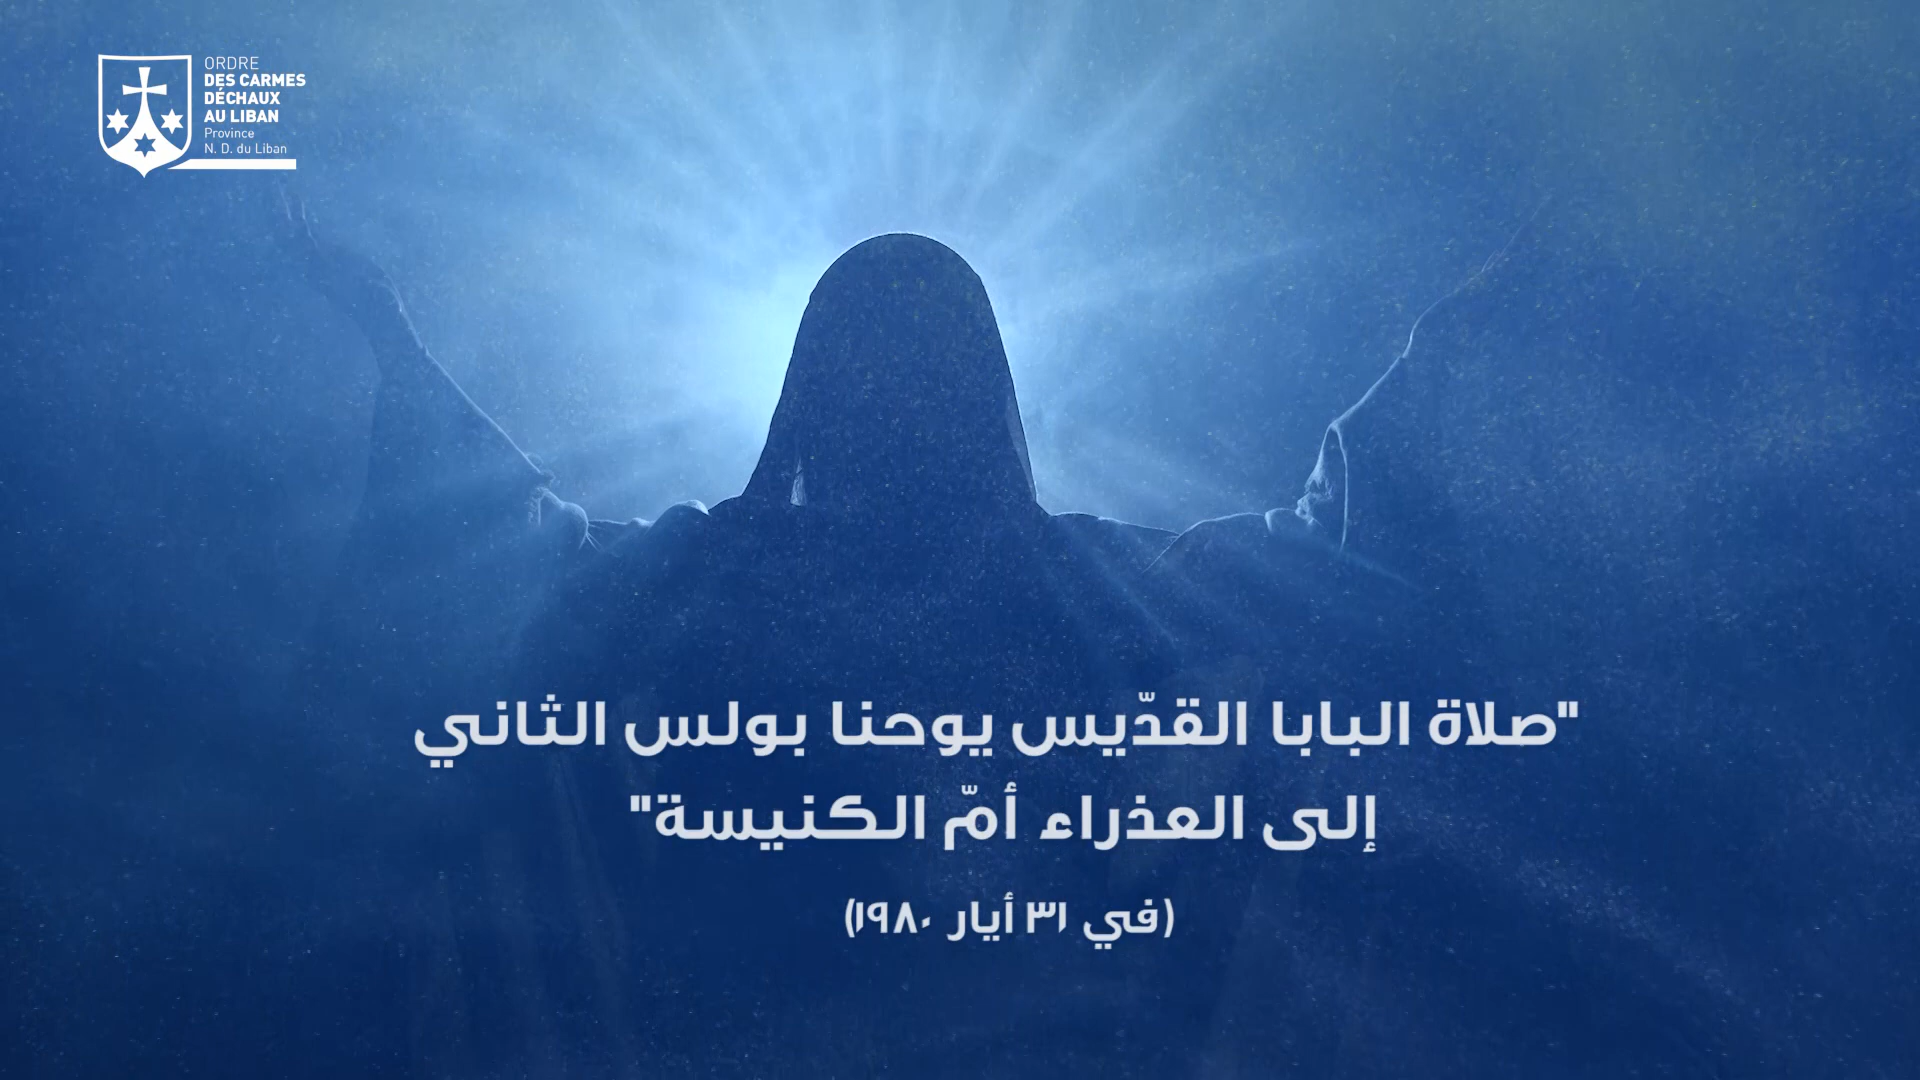 ORDRE
DES CARMES
DÉCHAUX
AU LIBAN
Province
N. D. du Liban
"صلاة البابا القدّيس يوحنا بولس الثاني
إلى العذراء أمّ الكنيسة"
(في ٣١ أيار ١٩٨٠)